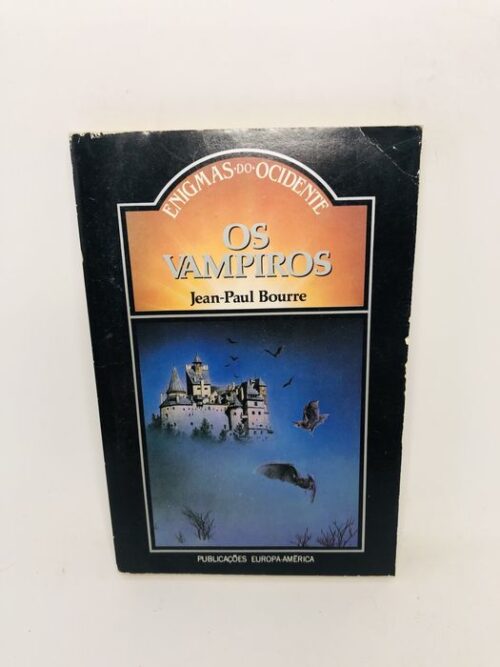 ENIGMAS·DO·OCIDENTE
OS
VAMPIROS
Jean-Paul Bourre
PUBLICAÇÕES EUROPA-AMÉRICA